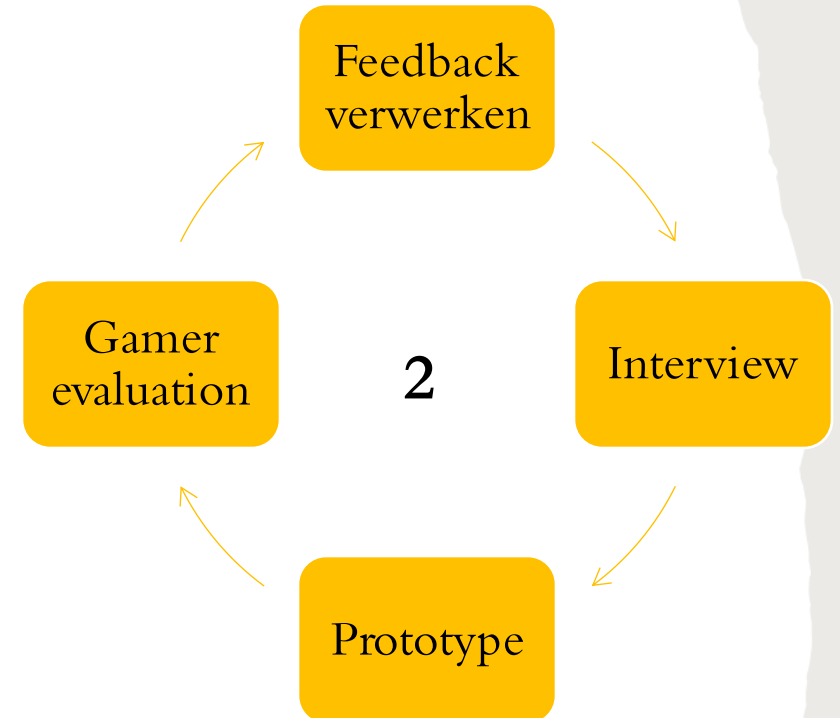 Feedback
verwerken
Gamer
evaluation
2
Interview
Prototype